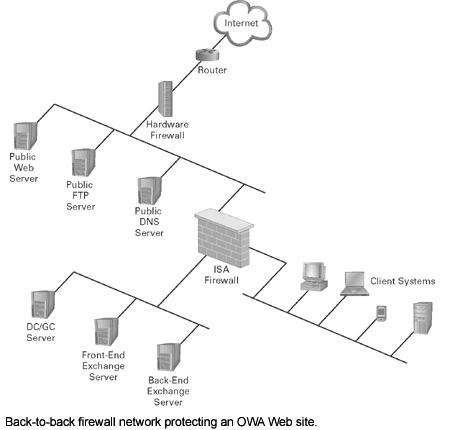 Internet
Router
Hardware
Firewall
Public
Web
Server
Public
FTP
Server
Public
DNS
Server
ISA
Firewall
Client Systems
DC/GC
Server
Front-End
Exchange
Server
Back-End
Exchange
Server
Back-to-back firewall network protecting an OWA Web site.